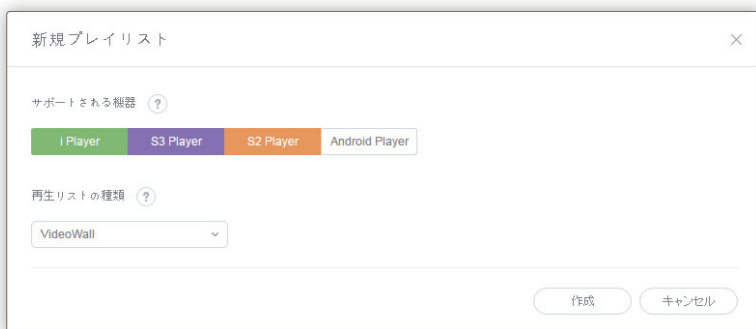 新規プレイリスト
サポートされる機器 ?
i Player S3 Player S2 Player Android Player
再生リストの種類 ?
VideoWall
作成 キャンセル